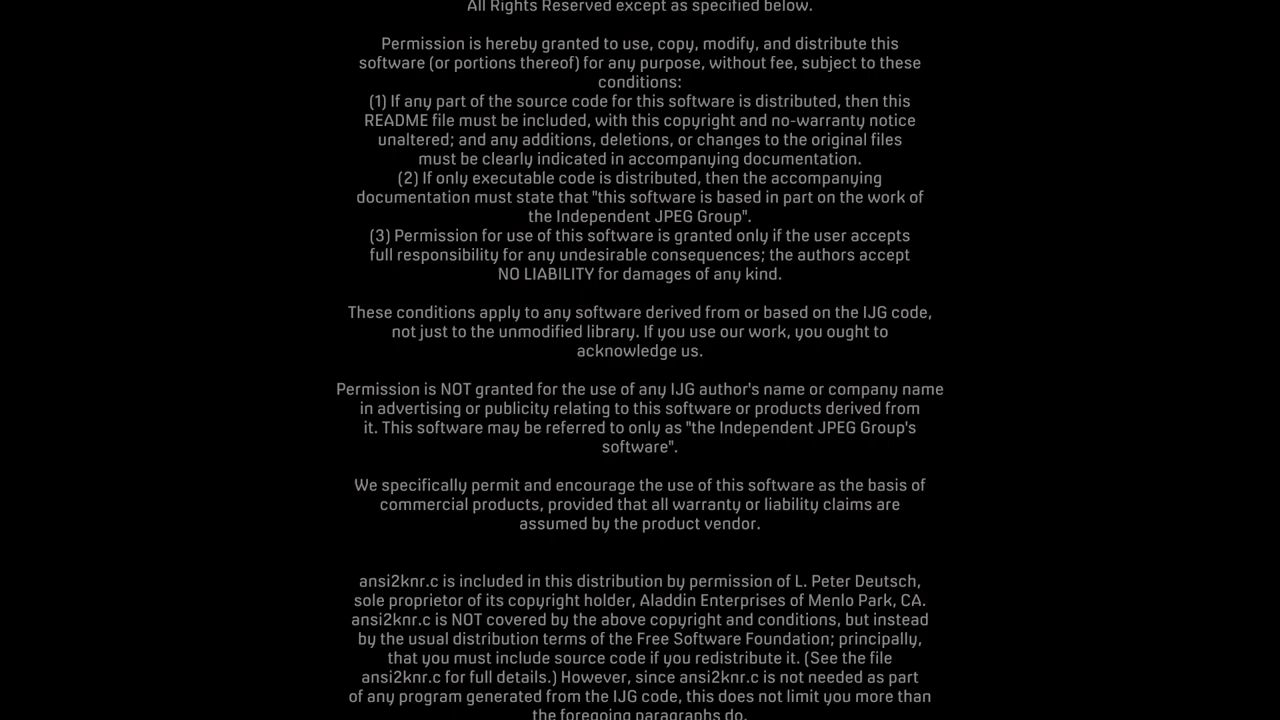 All Rights Reserved except as specified below.
Permission is hereby granted to use, copy, modify, and distribute this
software (or portions thereof) for any purpose, without fee, subject to these
conditions:
(1) If any part of the source code for this software is distributed, then this
README file must be included, with this copyright and no-warranty notice
unaltered; and any additions, deletions, or changes to the original files
must be clearly indicated in accompanying documentation.
(2) If only executable code is distributed, then the accompanying
documentation must state that "this software is based in part on the work of
the Independent JPEG Group".
(3) Permission for use of this software is granted only if the user accepts
full responsibility for any undesirable consequences; the authors accept
NO LIABILITY for damages of any kind.
These conditions apply to any software derived from or based on the IJG code,
not just to the unmodified library. If you use our work, you ought to
acknowledge us.
Permission is NOT granted for the use of any IJG author's name or company name
in advertising or publicity relating to this software or products derived from
it. This software may be referred to only as "the Independent JPEG Group's
software".
We specifically permit and encourage the use of this software as the basis of
commercial products, provided that all warranty or liability claims are
assumed by the product vendor.
ansi2knr.c is included in this distribution by permission of L. Peter Deutsch,
sole proprietor of its copyright holder, Aladdin Enterprises of Menlo Park, CA.
ansi2knr.c is NOT covered by the above copyright and conditions, but instead
by the usual distribution terms of the Free Software Foundation; principally,
that you must include source code if you redistribute it. (See the file
ansi2knr.c for full details.) However, since ansi2knr.c is not needed as part
of any program generated from the IJG code, this does not limit you more than
the foregoing paragraphs do.